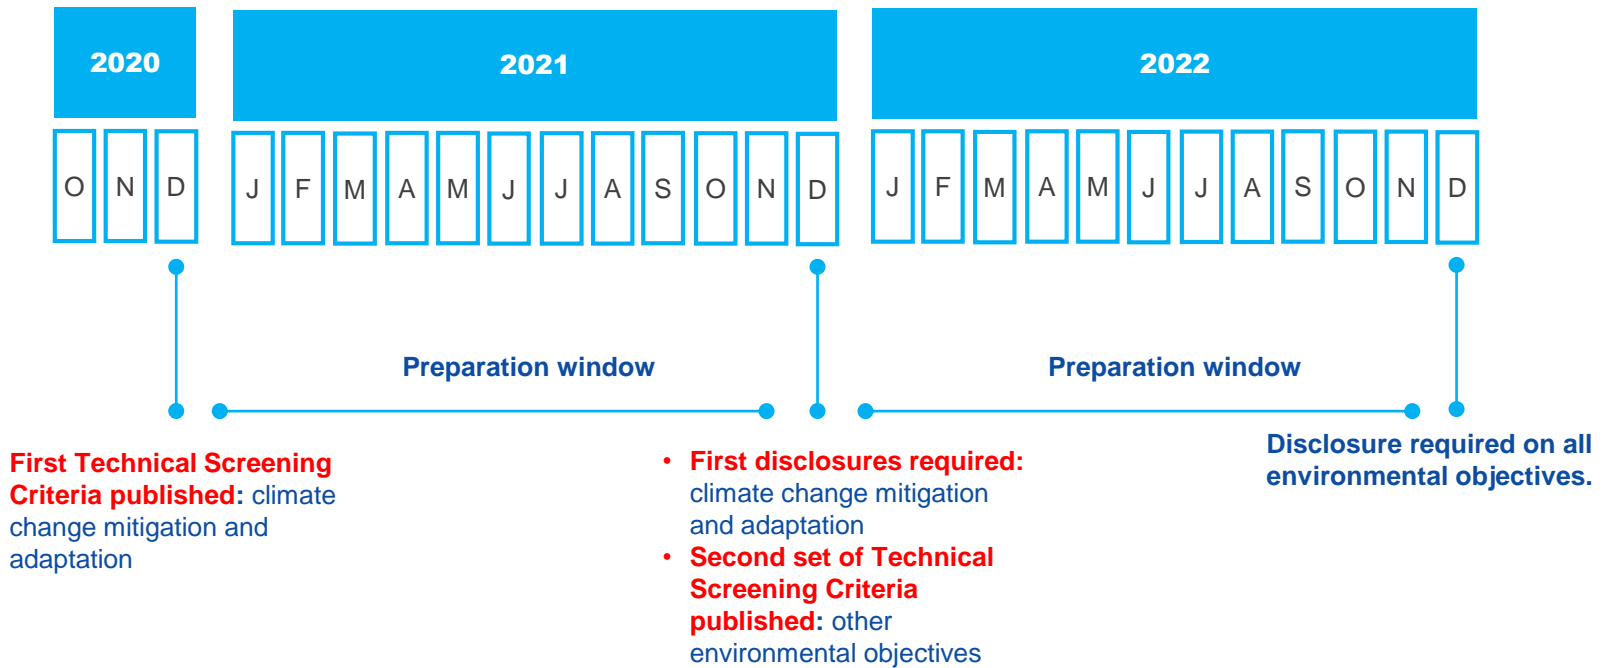 2020
2021
2022
O N D
J F M A M J J A S O N D
J F M A M J J A S O N D
Preparation window
Preparation window
First Technical Screening
Criteria published: climate
change mitigation and
adaptation
• First disclosures required:
climate change mitigation
and adaptation
• Second set of Technical
Screening Criteria
published: other
environmental objectives
Disclosure required on all
environmental objectives.